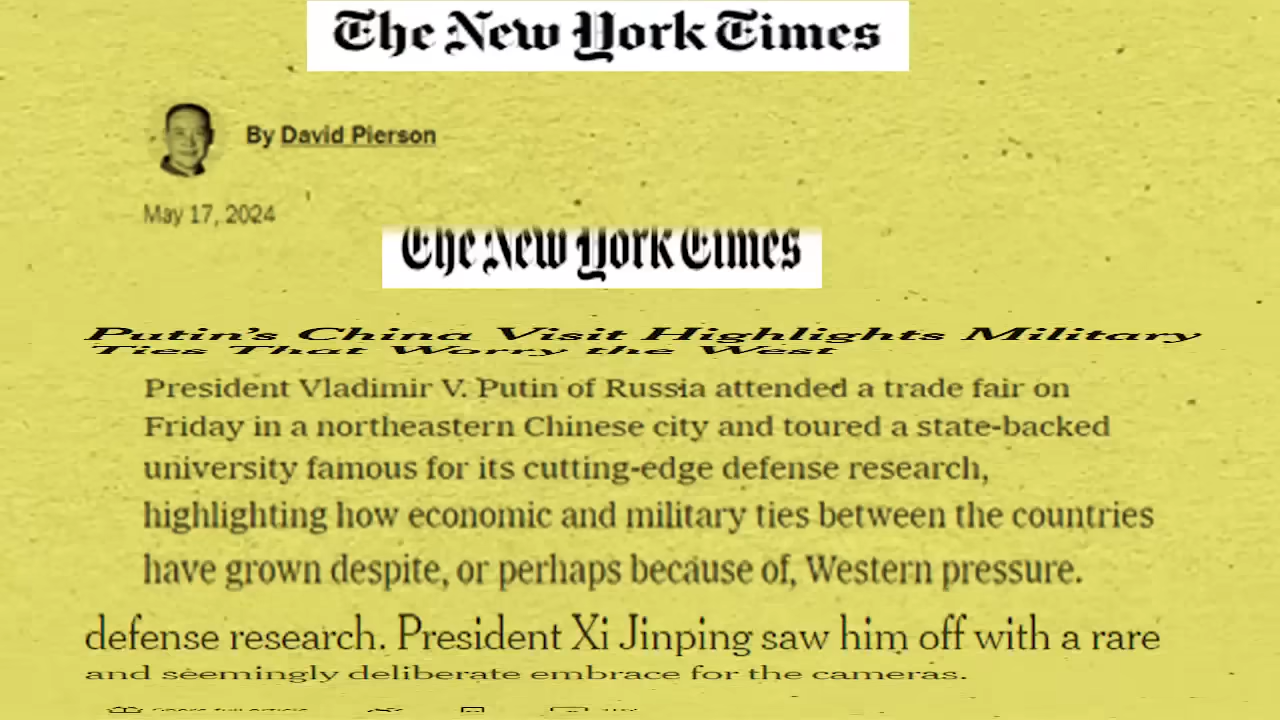 The New York Times
By David Pierson
May 17, 2024
The New York Times
Putin's China Visit Highlights Military
Ties That Worry the West
President Vladimir V. Putin of Russia attended a trade fair on
Friday in a northeastern Chinese city and toured a state-backed
university famous for its cutting-edge defense research,
highlighting how economic and military ties between the countries
have grown despite, or perhaps because of, Western pressure.
defense research. President Xi Jinping saw him off with a rare
and seemingly deliberate embrace for the cameras.